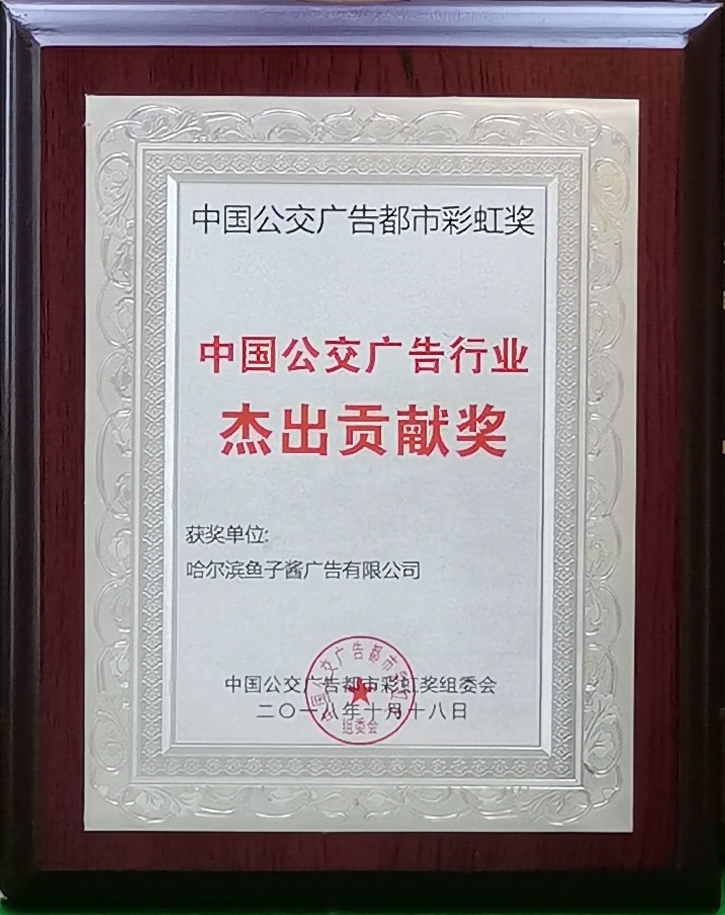 中国公交广告都市彩虹奖
中国公交广告行业
杰出贡献奖
获奖单位:
哈尔滨鱼子酱广告有限公司
中国公交广告都市彩虹奖组委会
二〇一八年十月十八日
组委会